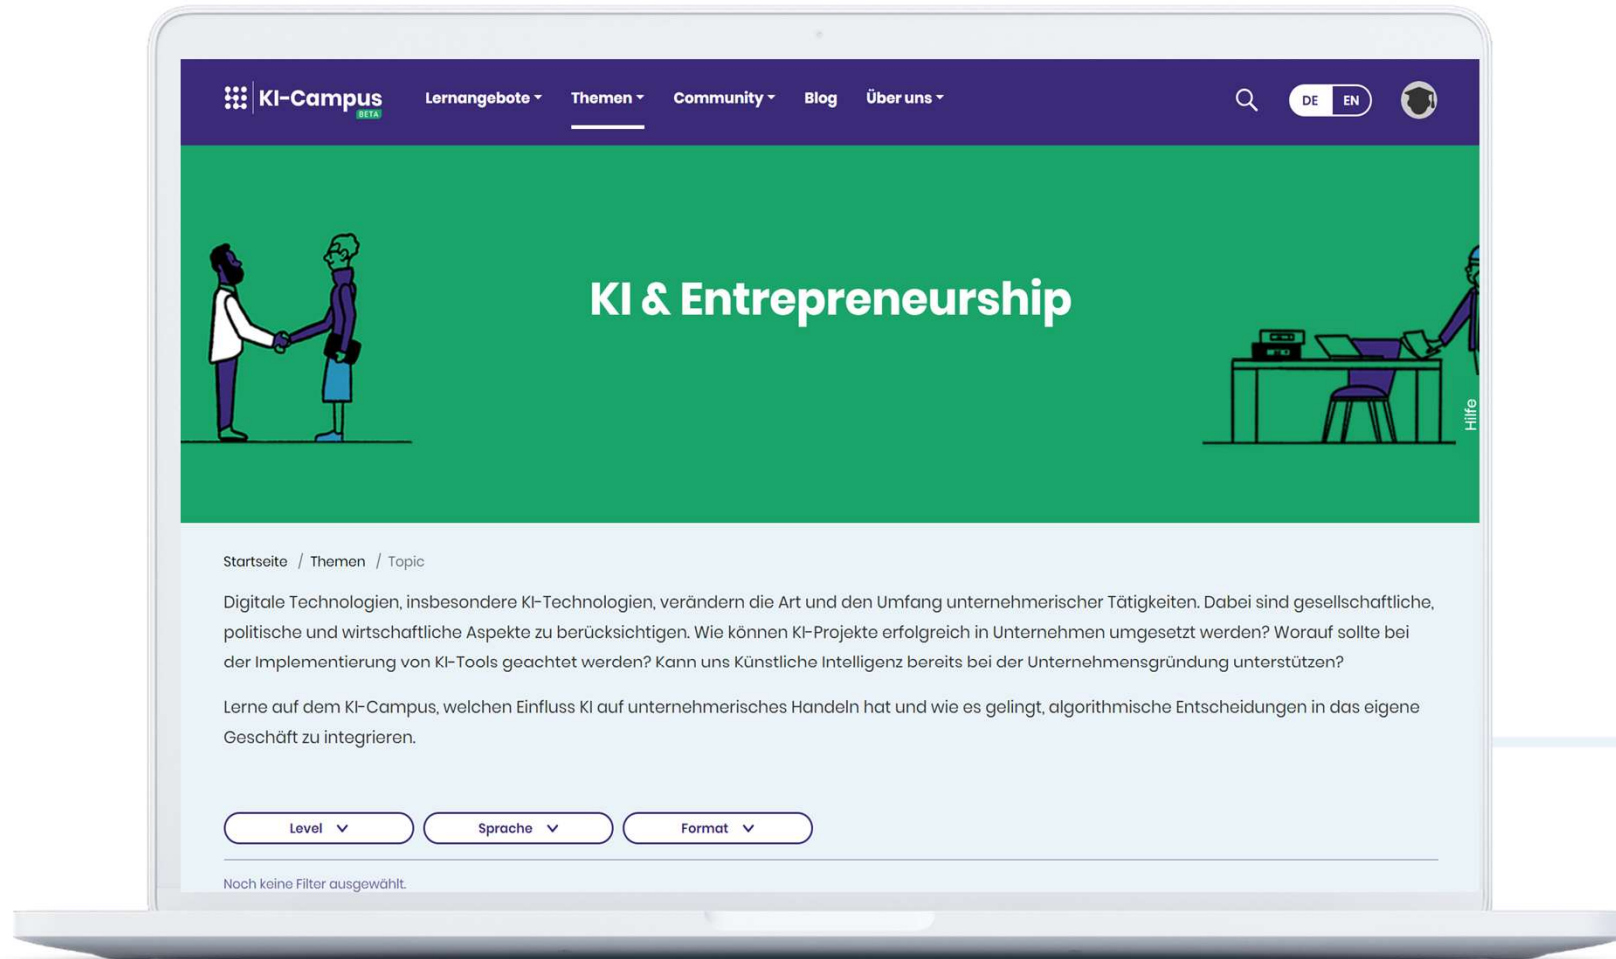 KI-Campus
BETA
Lernangebote
Themen
Community
Blog
Über uns
DE EN
KI & Entrepreneurship
Hilfe
Startseite / Themen / Topic
Digitale Technologien, insbesondere KI-Technologien, verändern die Art und den Umfang unternehmerischer Tätigkeiten. Dabei sind gesellschaftliche,
politische und wirtschaftliche Aspekte zu berücksichtigen. Wie können KI-Projekte erfolgreich in Unternehmen umgesetzt werden? Worauf sollte bei
der Implementierung von KI-Tools geachtet werden? Kann uns Künstliche Intelligenz bereits bei der Unternehmensgründung unterstützen?
Lerne auf dem KI-Campus, welchen Einfluss KI auf unternehmerisches Handeln hat und wie es gelingt, algorithmische Entscheidungen in das eigene
Geschäft zu integrieren.
Level
Sprache
Format
Noch keine Filter ausgewählt.